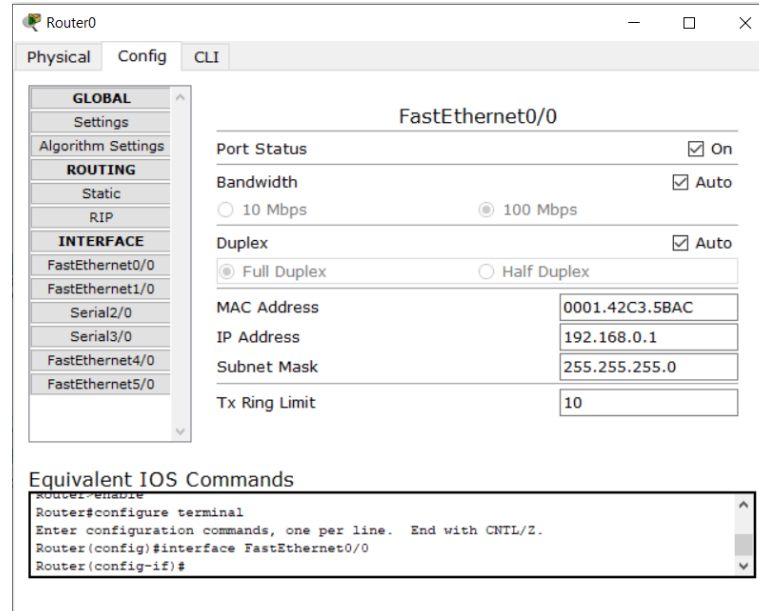 Router0
Physical Config CLI
GLOBAL
Settings
Algorithm Settings
ROUTING
Static
RIP
INTERFACE
FastEthernet0/0
FastEthernet1/0
Serial2/0
Serial3/0
FastEthernet4/0
FastEthernet5/0
FastEthernet0/0
Port Status On
Bandwidth Auto
10 Mbps 100 Mbps
Duplex Auto
Full Duplex Half Duplex
MAC Address 0001.42C3.5BAC
IP Address 192.168.0.1
Subnet Mask 255.255.255.0
Tx Ring Limit 10
Equivalent IOS Commands
Router>enable
Router#configure terminal
Enter configuration commands, one per line. End with CNTL/Z.
Router(config)#interface FastEthernet0/0
Router(config-if)#